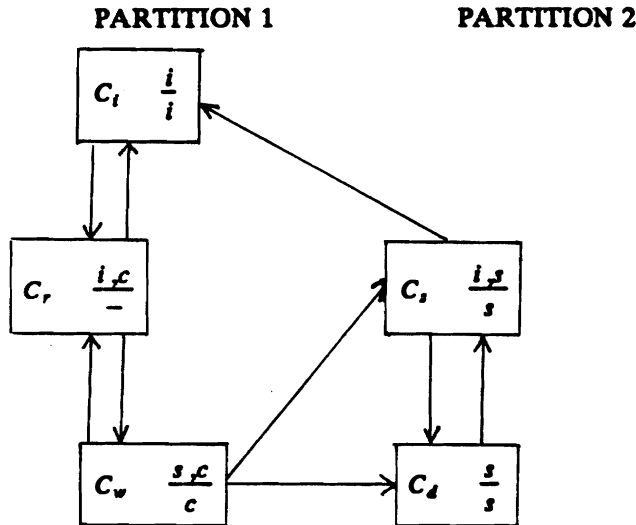 PARTITION 1 PARTITION 2
C_i i/i
C_r i,c/–
C_s i,s/s
C_w s,c/c
C_d s/s